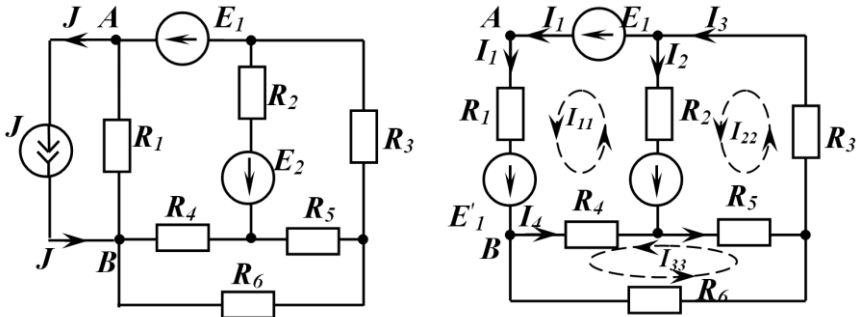 J A E1
J R1 R2 R3
E2
R4 R5
J B
R6
A I1 E1 I3
I1 I2
R1 I11 R2 I22 R3
E'1 I4 R4 R5
B I33
R6